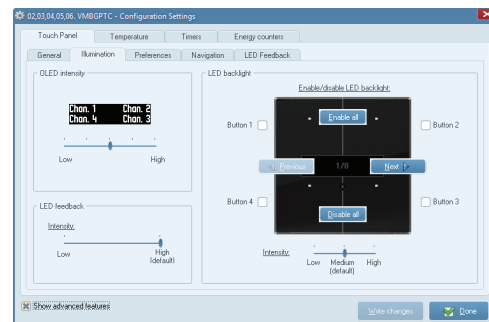 02,03,04,05,06. VMBGPTC - Configuration Settings
Touch Panel Temperature Timers Energy counters
General Illumination Preferences Navigation LED Feedback
OLED intensity
Chan. 1 Chan. 2
Chan. 4 Chan. 3
Low High
LED feedback
Intensity:
Low High
(default)
LED backlight
Enable/disable LED backlight:
Button 1 Enable all Button 2
Previous 1/8 Next
Button 4 Disable all Button 3
Intensity:
Low Medium High
(default)
Show advanced features
Write changes Done